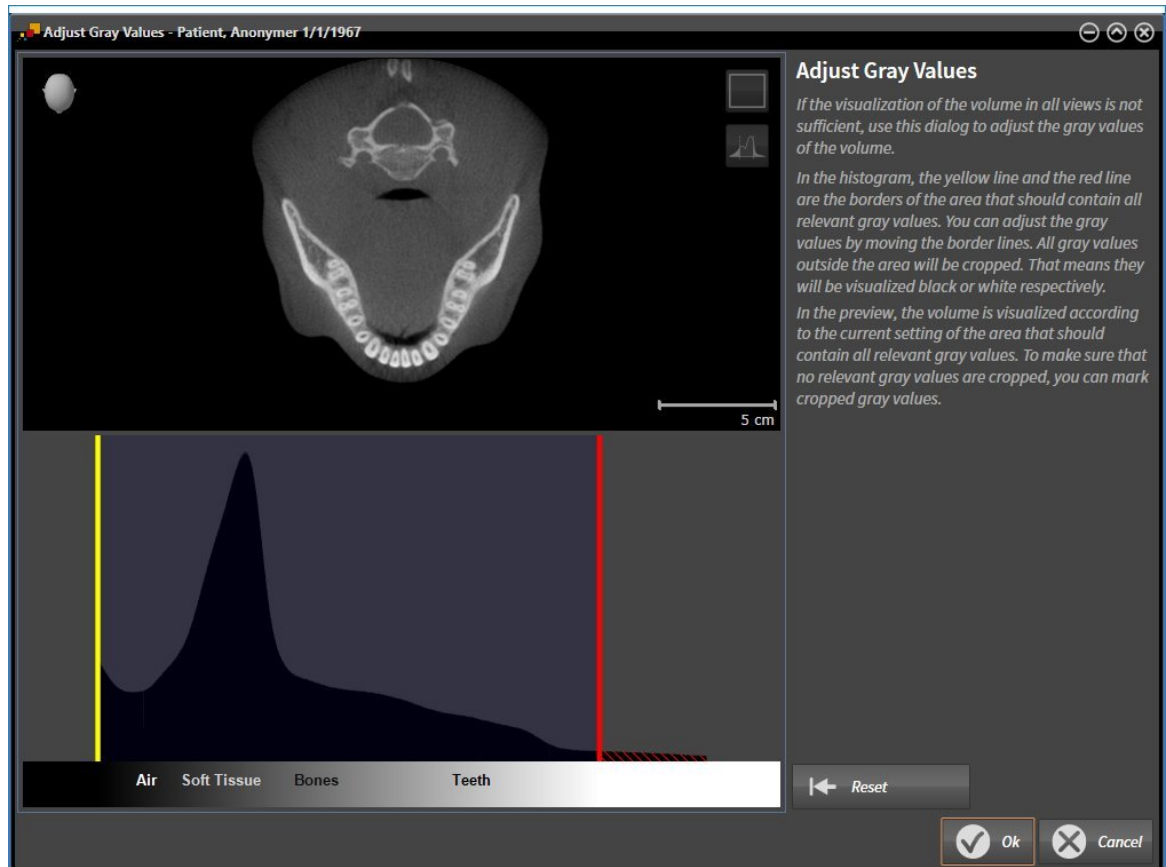 Adjust Gray Values - Patient, Anonymer 1/1/1967
5 cm
Air Soft Tissue Bones Teeth
Adjust Gray Values
If the visualization of the volume in all views is not
sufficient, use this dialog to adjust the gray values
of the volume.
In the histogram, the yellow line and the red line
are the borders of the area that should contain all
relevant gray values. You can adjust the gray
values by moving the border lines. All gray values
outside the area will be cropped. That means they
will be visualized black or white respectively.
In the preview, the volume is visualized according
to the current setting of the area that should
contain all relevant gray values. To make sure that
no relevant gray values are cropped, you can mark
cropped gray values.
Reset
Ok Cancel